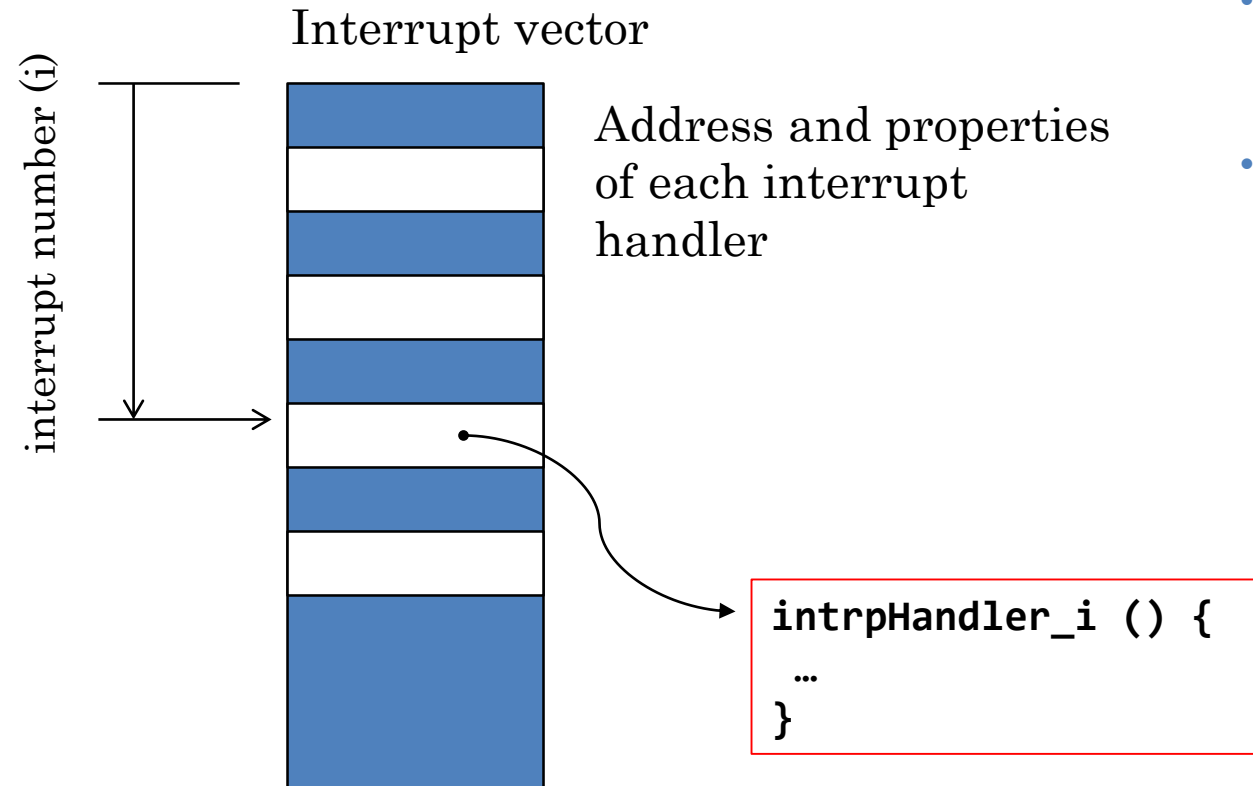 Interrupt vector
interrupt number (i)
Address and properties
of each interrupt
handler
intrpHandler_i () {
…
}